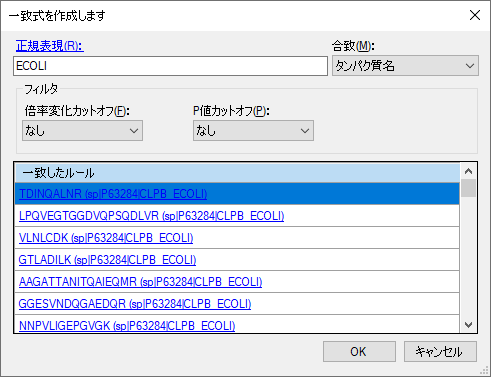 一致式を作成します
正規表現(R):
合致(M):
ECOLI
タンパク質名
フィルタ
倍率変化カットオフ(F):
P値カットオフ(P):
なし
なし
一致したルール
TDINQALNR (sp|P63284|CLPB_ECOLI)
LPQVEGTGGDVQPSQDLVR (sp|P63284|CLPB_ECOLI)
VLNLCDK (sp|P63284|CLPB_ECOLI)
GTLADILK (sp|P63284|CLPB_ECOLI)
AAGATTANITQAIEQMR (sp|P63284|CLPB_ECOLI)
GGESVNDQGAEDQR (sp|P63284|CLPB_ECOLI)
NNPVLIGEPGVGK (sp|P63284|CLPB_ECOLI)
OK
キャンセル